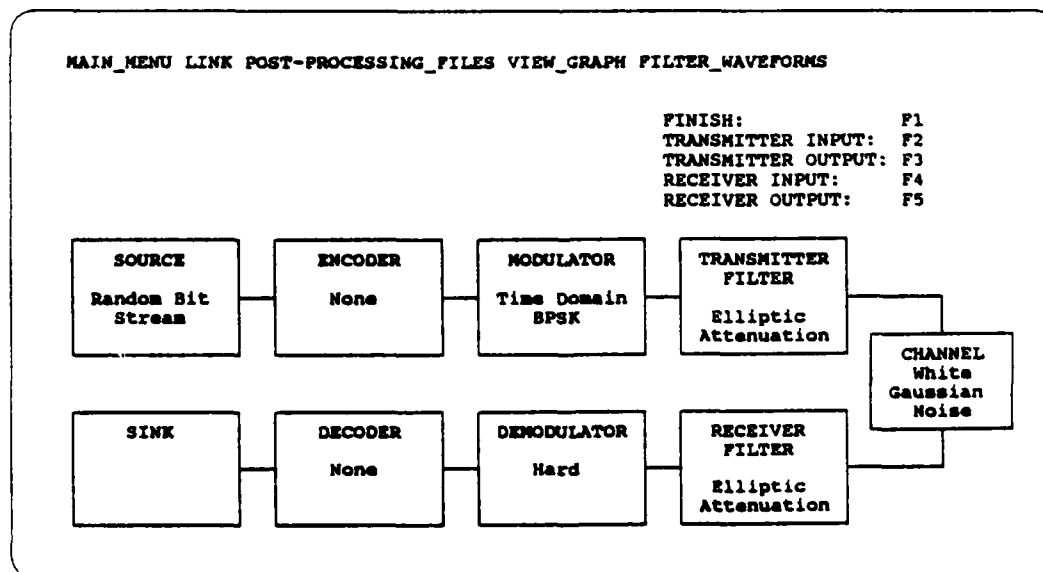 MAIN_MENU LINK POST-PROCESSING_FILES VIEW_GRAPH FILTER_WAVEFORMS
FINISH: F1
TRANSMITTER INPUT: F2
TRANSMITTER OUTPUT: F3
RECEIVER INPUT: F4
RECEIVER OUTPUT: F5
SOURCE
Random Bit
Stream
ENCODER
None
MODULATOR
Time Domain
BPSK
TRANSMITTER
FILTER
Elliptic
Attenuation
CHANNEL
White
Gaussian
Noise
SINK
DECODER
None
DEMODULATOR
Hard
RECEIVER
FILTER
Elliptic
Attenuation